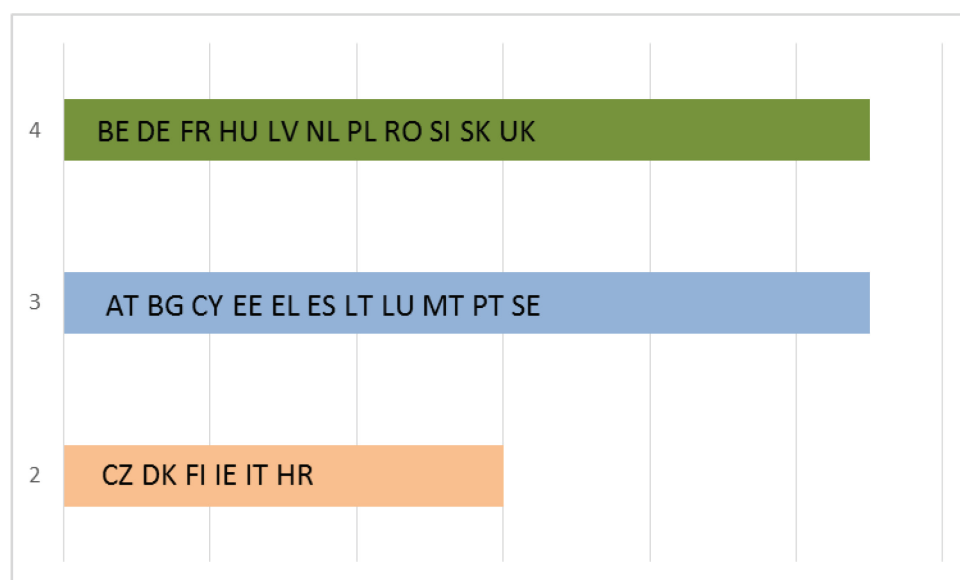 4 BE DE FR HU LV NL PL RO SI SK UK
3 AT BG CY EE EL ES LT LU MT PT SE
2 CZ DK FI IE IT HR